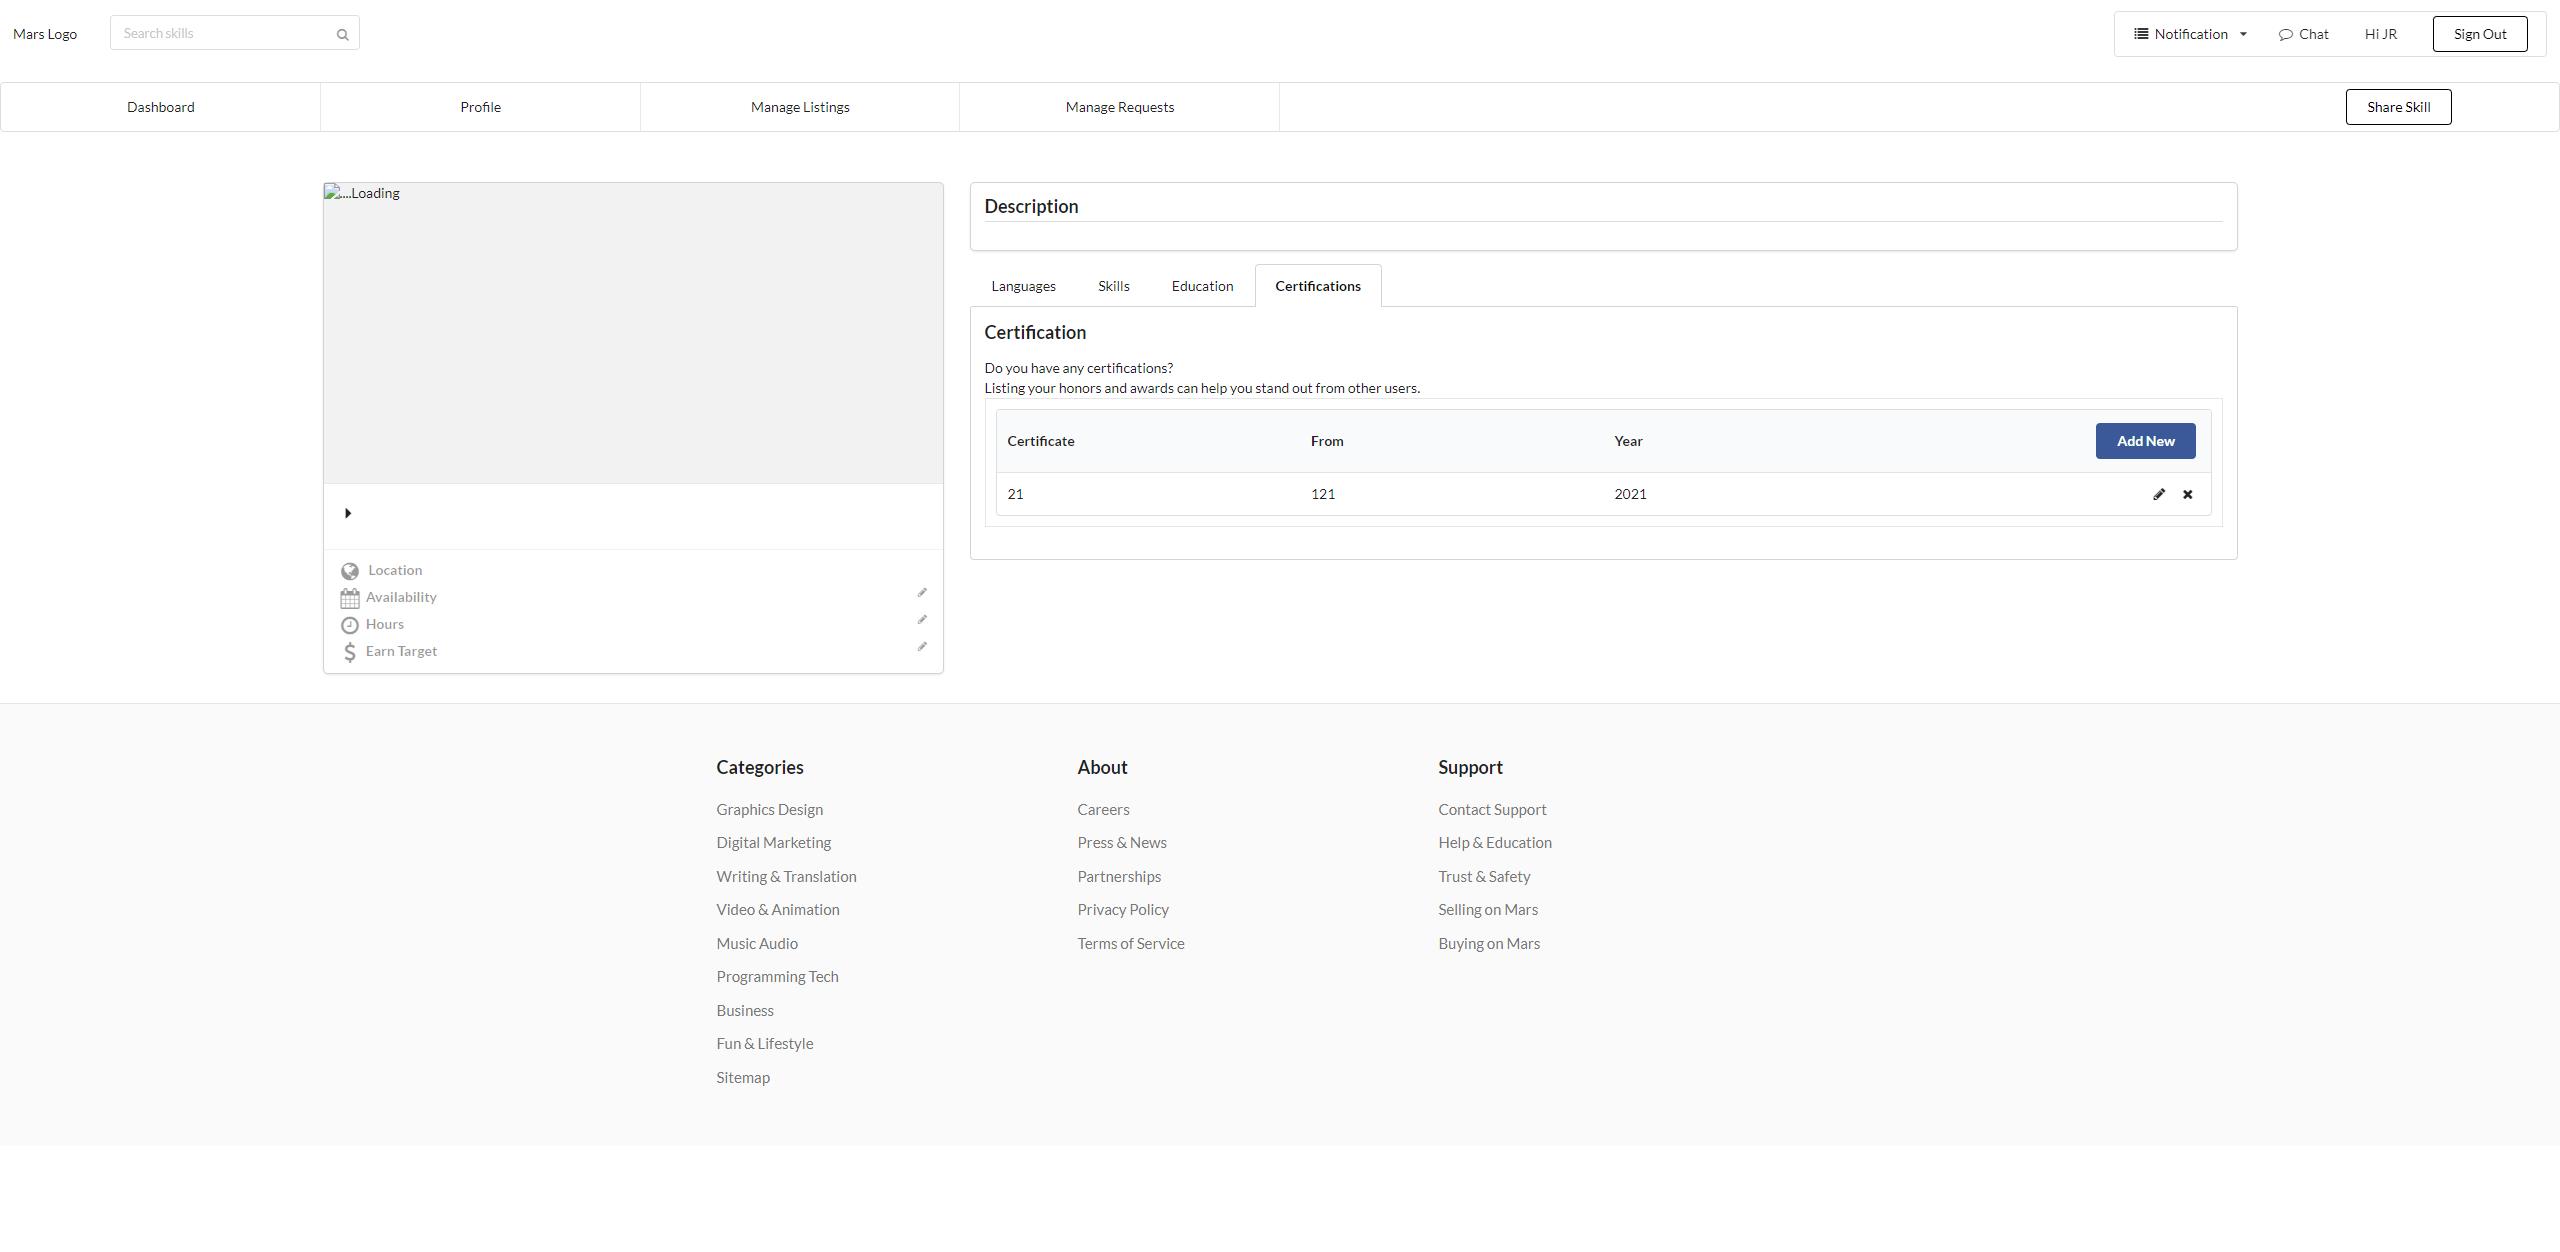 Mars Logo
Search skills
Notification
Chat
Hi JR
Sign Out
Dashboard
Profile
Manage Listings
Manage Requests
Share Skill
....Loading
Location
Availability
Hours
Earn Target
Description
Languages
Skills
Education
Certifications
Certification
Do you have any certifications?
Listing your honors and awards can help you stand out from other users.
Certificate From Year Add New
21 121 2021
Categories
Graphics Design
Digital Marketing
Writing & Translation
Video & Animation
Music Audio
Programming Tech
Business
Fun & Lifestyle
Sitemap
About
Careers
Press & News
Partnerships
Privacy Policy
Terms of Service
Support
Contact Support
Help & Education
Trust & Safety
Selling on Mars
Buying on Mars